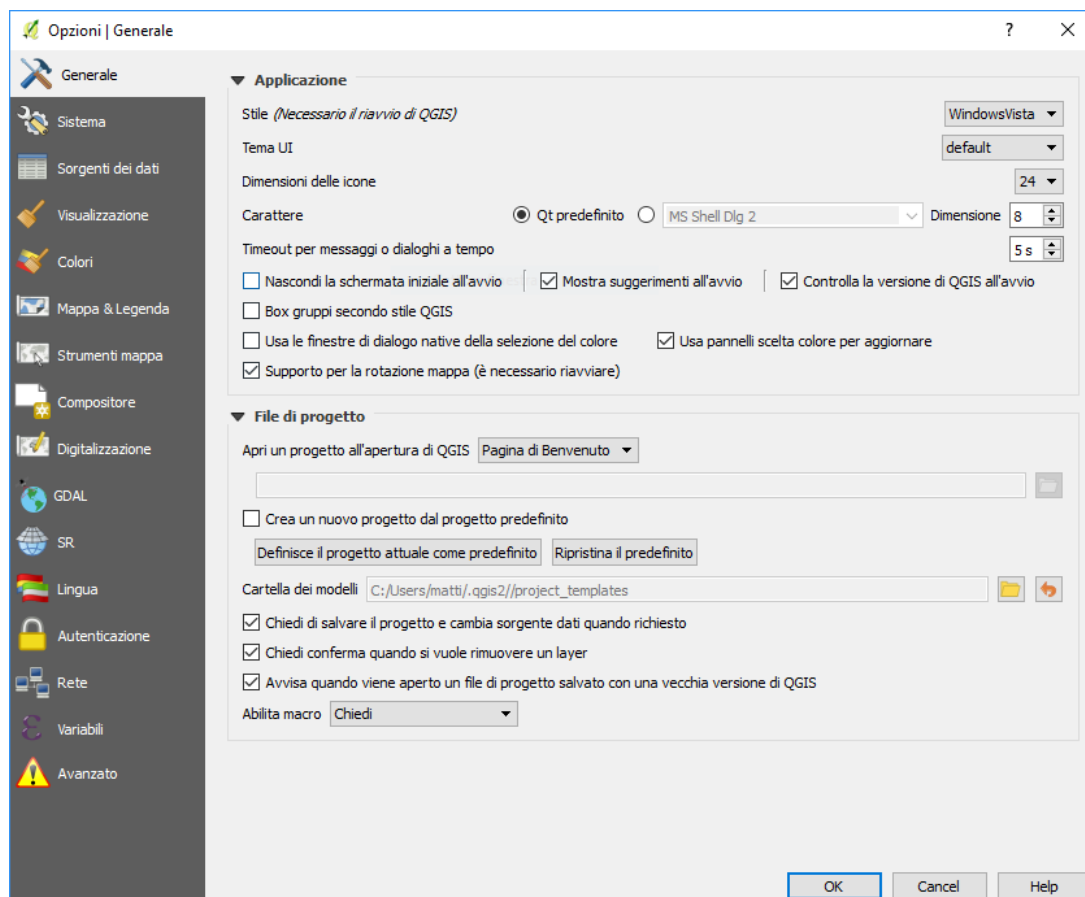 Opzioni | Generale
?
Generale
Sistema
Sorgenti dei dati
Visualizzazione
Colori
Mappa & Legenda
Strumenti mappa
Compositore
Digitalizzazione
GDAL
SR
Lingua
Autenticazione
Rete
Variabili
Avanzato
Applicazione
Stile (Necessario il riavvio di QGIS) WindowsVista
Tema UI default
Dimensioni delle icone 24
Carattere Qt predefinito MS Shell Dlg 2 Dimensione 8
Timeout per messaggi o dialoghi a tempo 5 s
Nascondi la schermata iniziale all'avvio Mostra suggerimenti all'avvio Controlla la versione di QGIS all'avvio
Box gruppi secondo stile QGIS
Usa le finestre di dialogo native della selezione del colore Usa pannelli scelta colore per aggiornare
Supporto per la rotazione mappa (è necessario riavviare)
File di progetto
Apri un progetto all'apertura di QGIS Pagina di Benvenuto
Crea un nuovo progetto dal progetto predefinito
Definisce il progetto attuale come predefinito Ripristina il predefinito
Cartella dei modelli C:/Users/matti/.qgis2//project_templates
Chiedi di salvare il progetto e cambia sorgente dati quando richiesto
Chiedi conferma quando si vuole rimuovere un layer
Avvisa quando viene aperto un file di progetto salvato con una vecchia versione di QGIS
Abilita macro Chiedi
OK Cancel Help